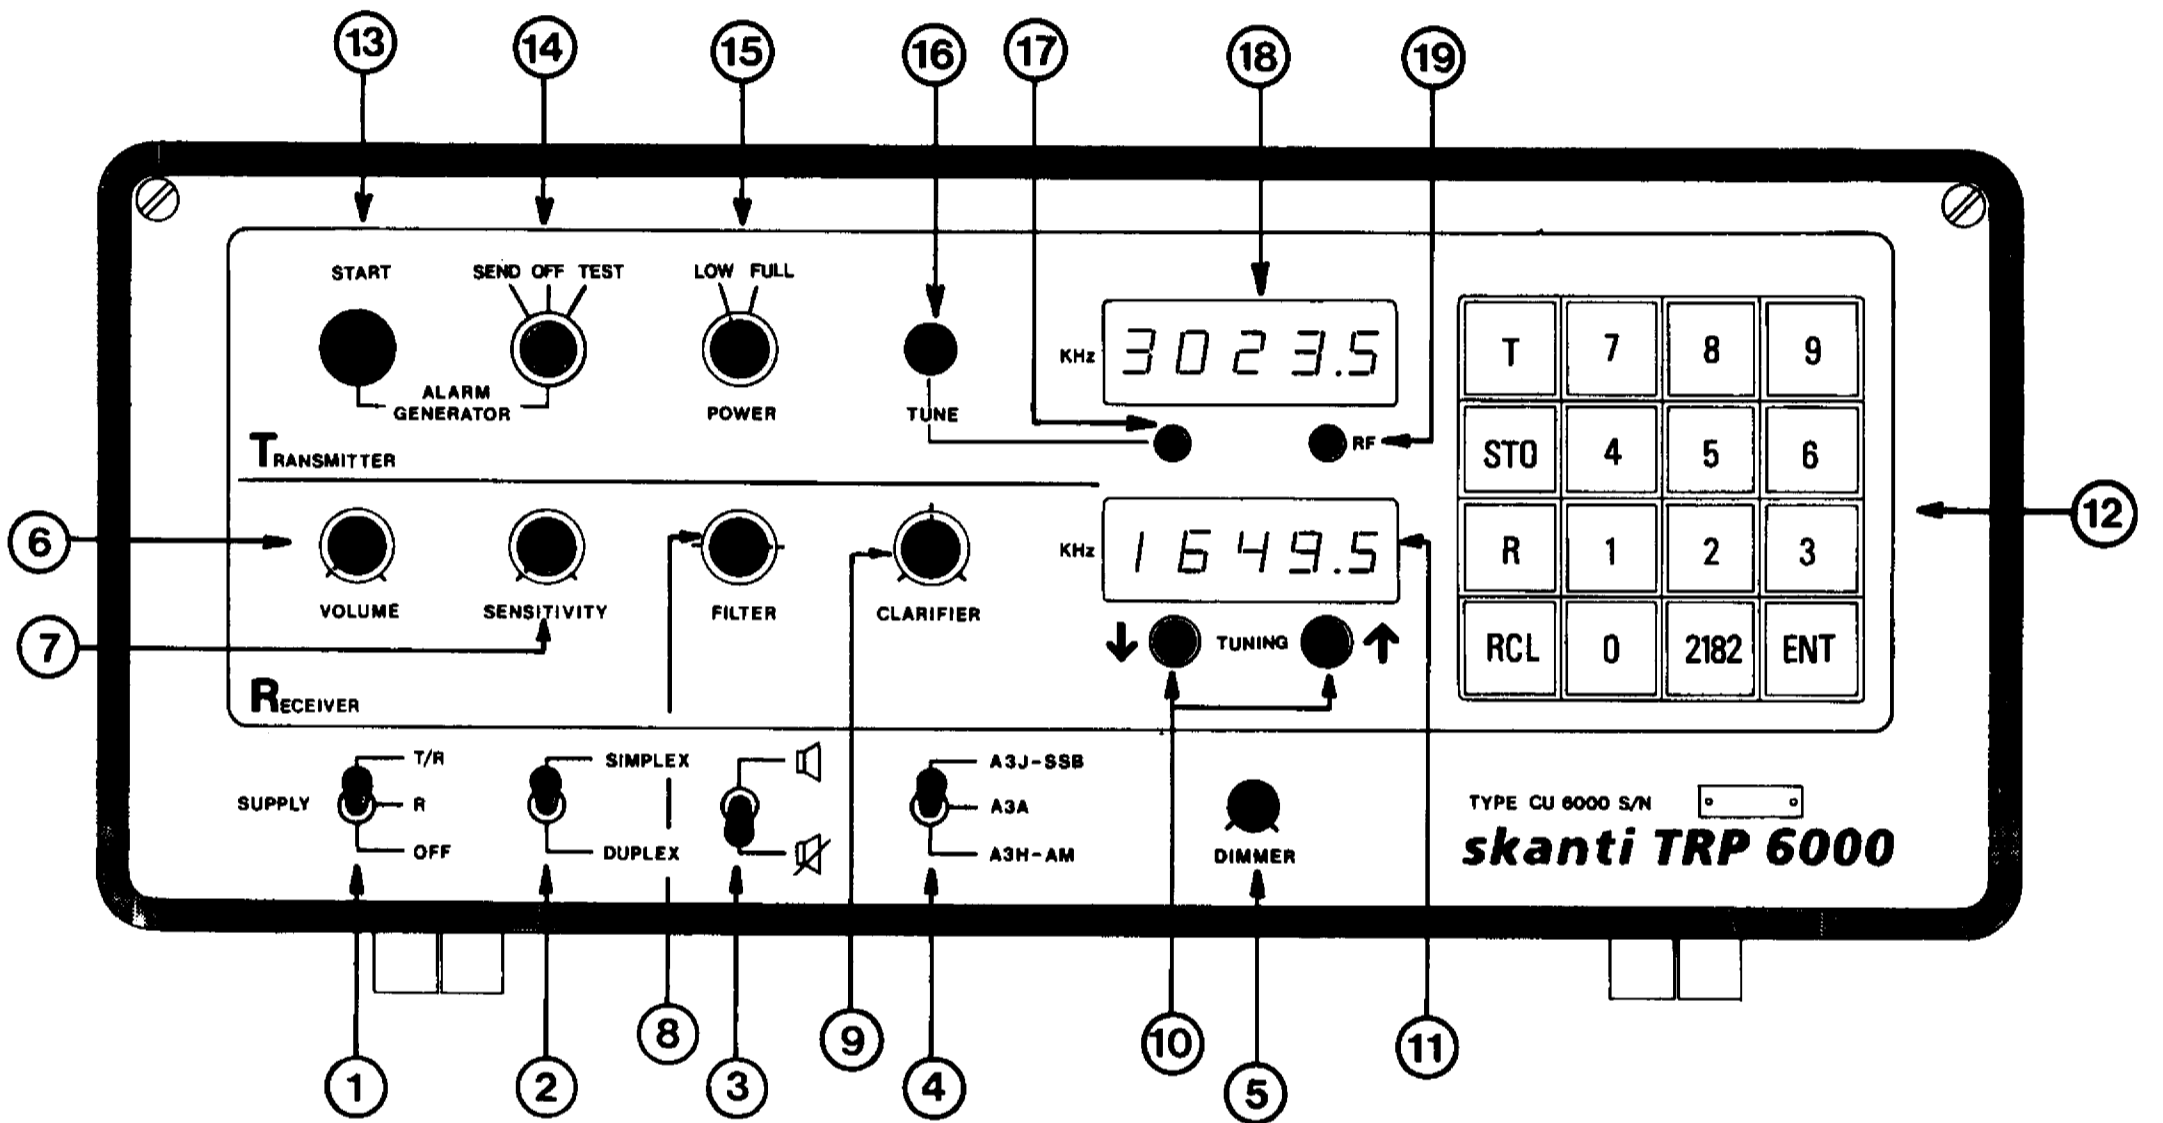 13 14 15 16 17 18 19
START SEND OFF TEST LOW FULL
KHz 3023.5
ALARM
GENERATOR
POWER TUNE
RF
TRANSMITTER
T 7 8 9
STO 4 5 6
R 1 2 3
RCL 0 2182 ENT
12
6
KHz 1649.5
VOLUME SENSITIVITY FILTER CLARIFIER
7
↓ TUNING ↑
RECEIVER
SUPPLY T/R
R
OFF
SIMPLEX
DUPLEX
A3J-SSB
A3A
A3H-AM
DIMMER
TYPE CU 6000 S/N
skanti TRP 6000
8 9 10 11
1 2 3 4 5